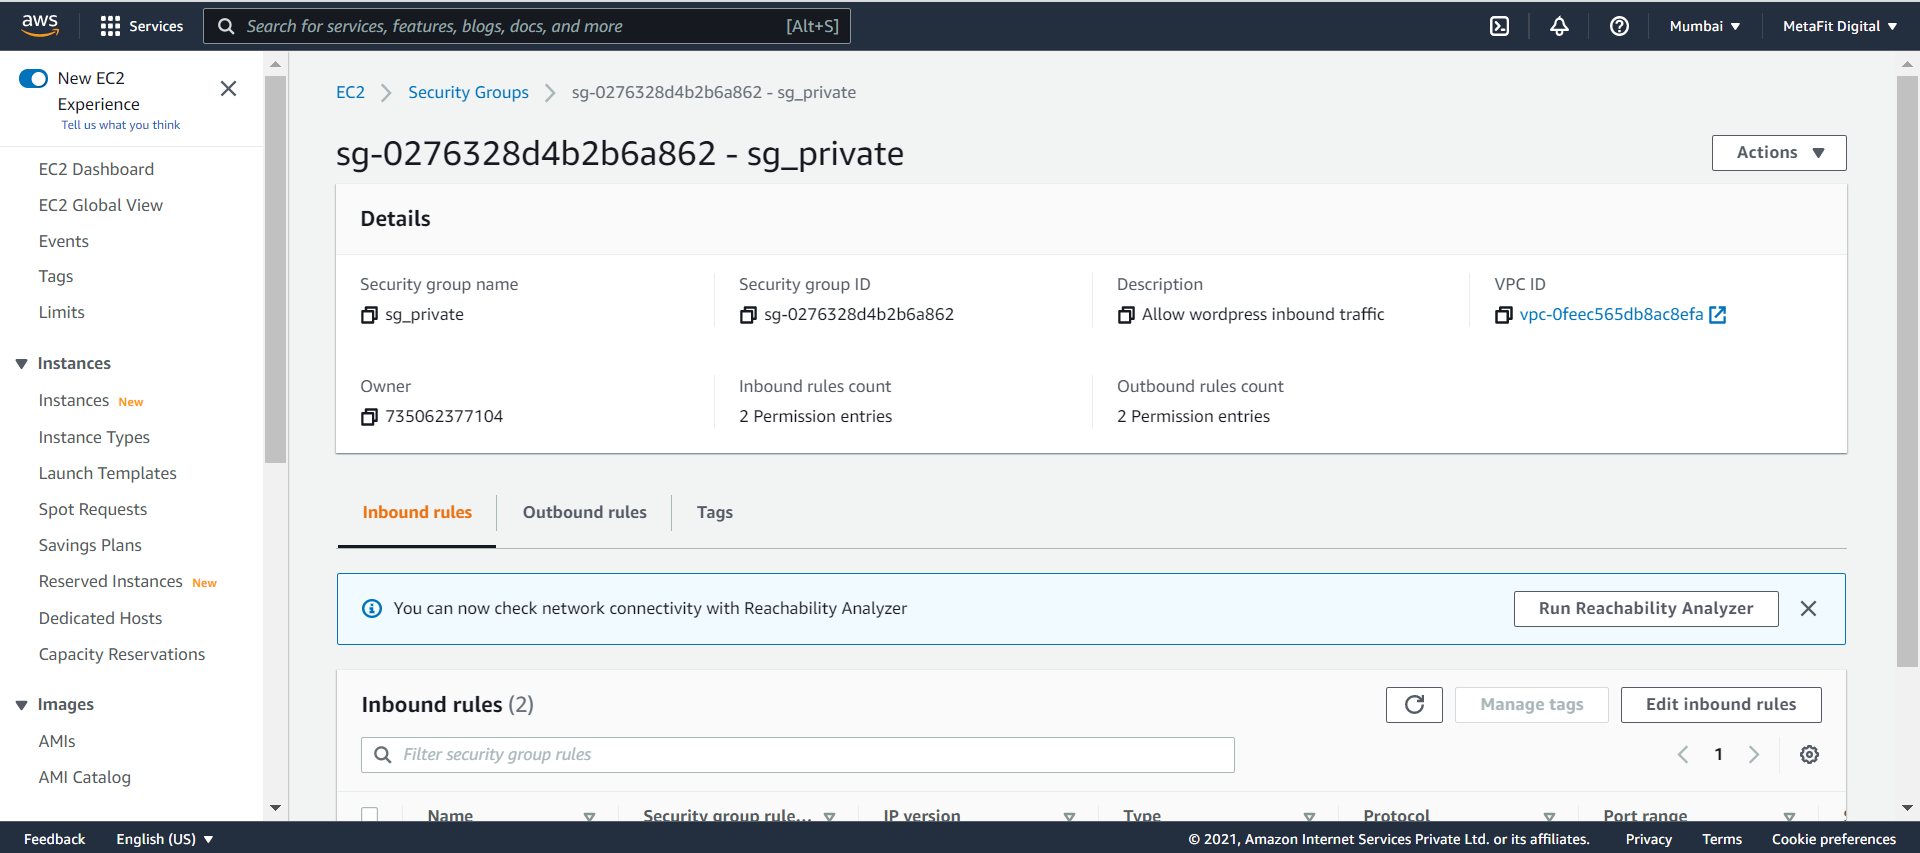 aws
Services
Search for services, features, blogs, docs, and more
[Alt+S]
Mumbai ▼
MetaFit Digital ▼
New EC2
Experience
Tell us what you think
EC2 Dashboard
EC2 Global View
Events
Tags
Limits
Instances
Instances New
Instance Types
Launch Templates
Spot Requests
Savings Plans
Reserved Instances New
Dedicated Hosts
Capacity Reservations
Images
AMIs
AMI Catalog
EC2 > Security Groups > sg-0276328d4b2b6a862 - sg_private
sg-0276328d4b2b6a862 - sg_private
Actions ▼
Details
Security group name
sg_private
Security group ID
sg-0276328d4b2b6a862
Description
Allow wordpress inbound traffic
VPC ID
vpc-0feec565db8ac8efa
Owner
735062377104
Inbound rules count
2 Permission entries
Outbound rules count
2 Permission entries
Inbound rules
Outbound rules
Tags
You can now check network connectivity with Reachability Analyzer
Run Reachability Analyzer
Inbound rules (2)
Manage tags
Edit inbound rules
Filter security group rules
1
Name
Security group rule...
IP version
Type
Protocol
Port range
Feedback
English (US) ▼
© 2021, Amazon Internet Services Private Ltd. or its affiliates.
Privacy
Terms
Cookie preferences